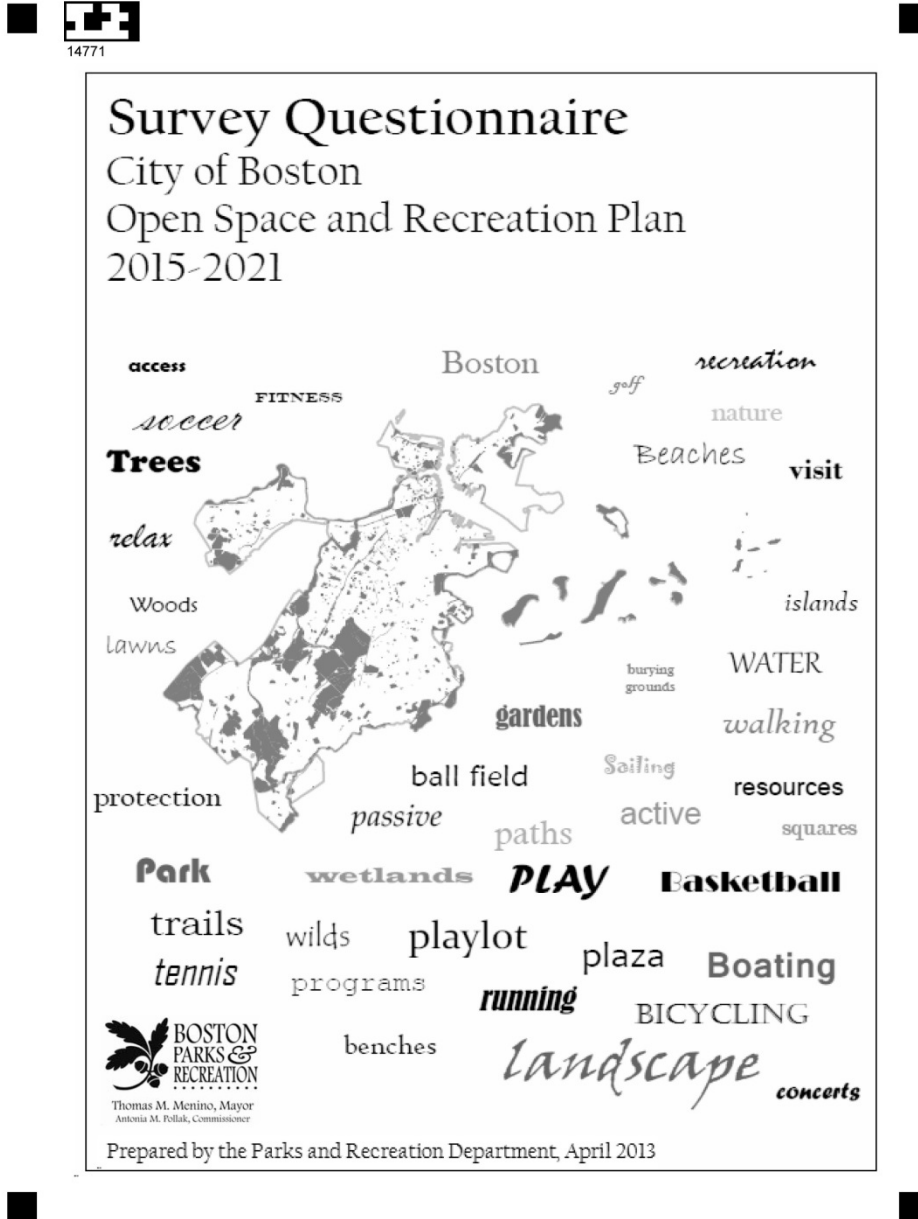 14771
Survey Questionnaire
City of Boston
Open Space and Recreation Plan
2015-2021
access
Boston
recreation
golf
FITNESS
soccer
nature
Trees
Beaches
visit
relax
Woods
islands
lawns
burying
grounds
WATER
gardens
walking
ball field
Sailing
resources
protection
passive
paths
active
squares
Park
wetlands
PLAY
Basketball
trails
wilds
playlot
plaza
Boating
tennis
programs
running
BICYCLING
benches
landscape
concerts
BOSTON
PARKS &
RECREATION
Thomas M. Menino, Mayor
Antonia M. Pollak, Commissioner
Prepared by the Parks and Recreation Department, April 2013